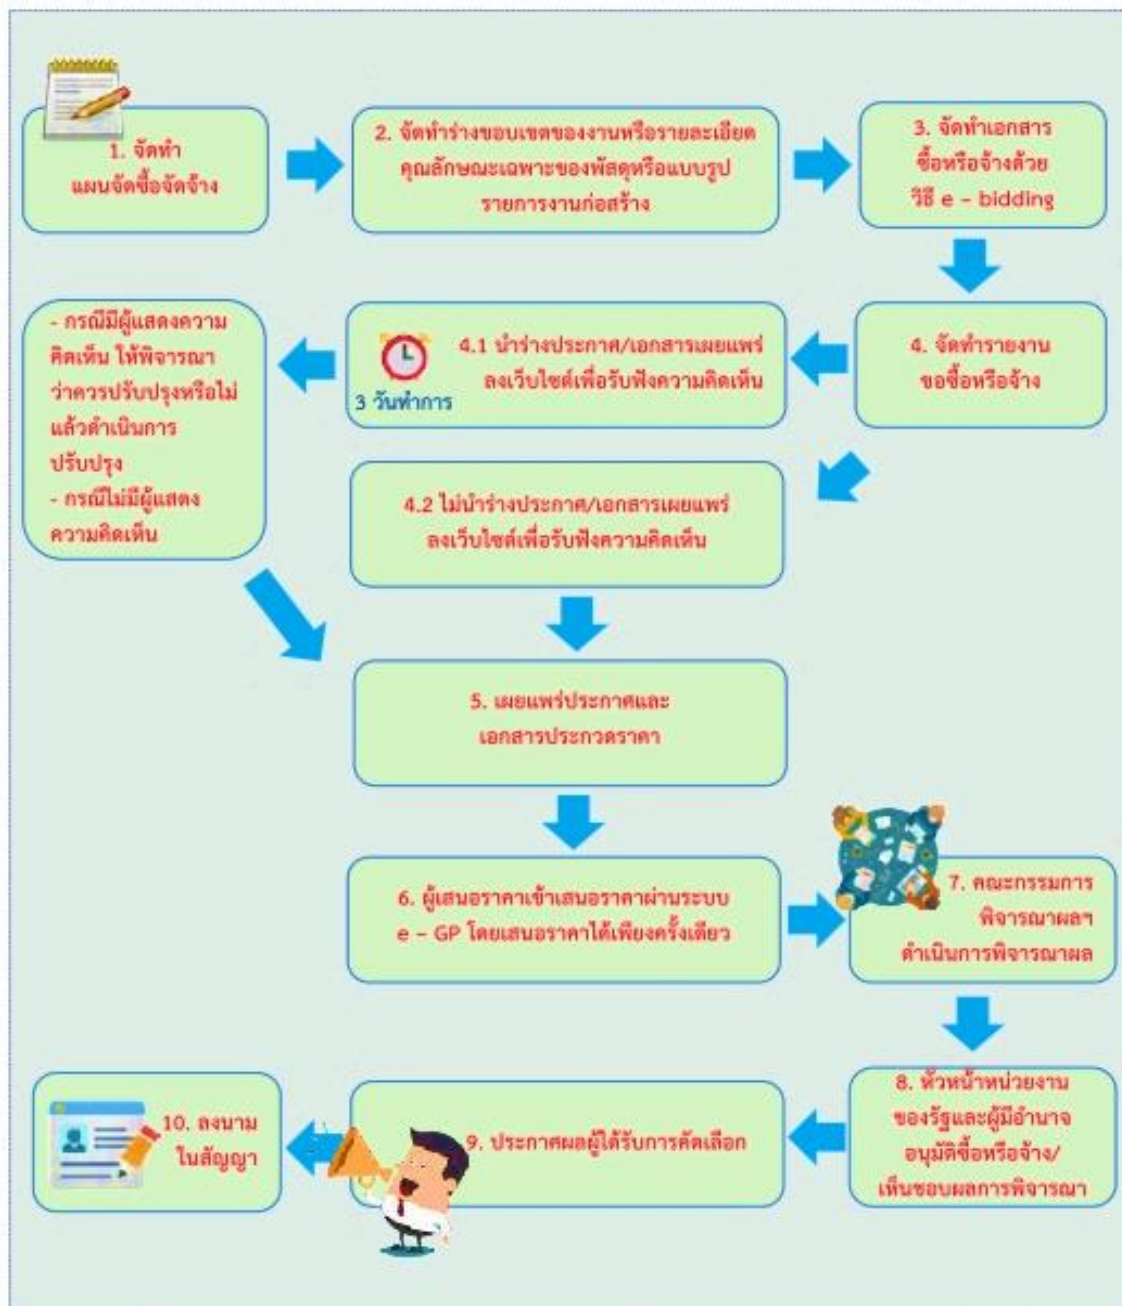 1. จัดทำ
แผนจัดซื้อจัดจ้าง
2. จัดทำร่างขอบเขตของงานหรือรายละเอียด
คุณลักษณะเฉพาะของพัสดุหรือแบบรูป
รายการงานก่อสร้าง
3. จัดทำเอกสาร
ซื้อหรือจ้างด้วย
วิธี e - bidding
4. จัดทำรายงาน
ขอซื้อหรือจ้าง
4.1 นำร่างประกาศ/เอกสารเผยแพร่
ลงเว็บไซต์เพื่อรับฟังความคิดเห็น
3 วันทำการ
- กรณีมีผู้แสดงความ
คิดเห็น ให้พิจารณา
ว่าควรปรับปรุงหรือไม่
แล้วดำเนินการ
ปรับปรุง
- กรณีไม่มีผู้แสดง
ความคิดเห็น
4.2 ไม่นำร่างประกาศ/เอกสารเผยแพร่
ลงเว็บไซต์เพื่อรับฟังความคิดเห็น
5. เผยแพร่ประกาศและ
เอกสารประกวดราคา
6. ผู้เสนอราคาเข้าเสนอราคาผ่านระบบ
e - GP โดยเสนอราคาได้เพียงครั้งเดียว
7. คณะกรรมการ
พิจารณาผลฯ
ดำเนินการพิจารณาผล
8. หัวหน้าหน่วยงาน
ของรัฐและผู้มีอำนาจ
อนุมัติซื้อหรือจ้าง/
เห็นชอบผลการพิจารณา
9. ประกาศผลผู้ได้รับการคัดเลือก
10. ลงนาม
ในสัญญา